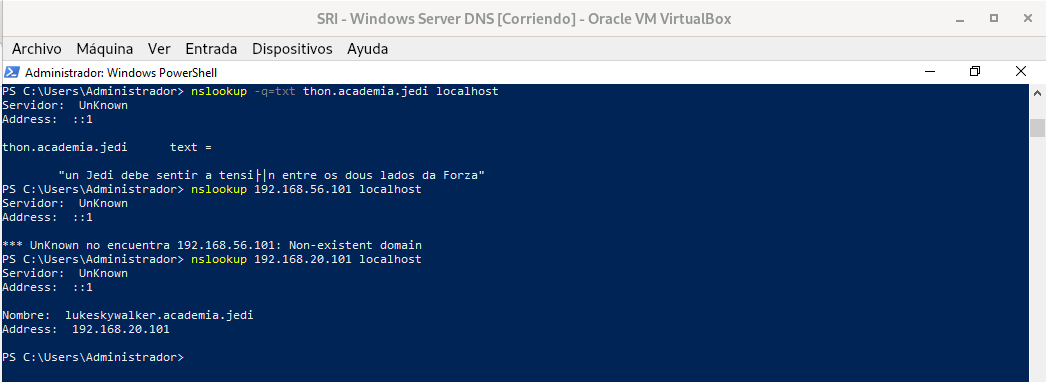 SRI - Windows Server DNS [Corriendo] - Oracle VM VirtualBox
Archivo Máquina Ver Entrada Dispositivos Ayuda
Administrador: Windows PowerShell
PS C:\Users\Administrador> nslookup -q=txt thon.academia.jedi localhost
Servidor:  UnKnown
Address:  ::1
thon.academia.jedi      text =
"un Jedi debe sentir a tensi├│n entre os dous lados da Forza"
PS C:\Users\Administrador> nslookup 192.168.56.101 localhost
Servidor:  UnKnown
Address:  ::1
*** UnKnown no encuentra 192.168.56.101: Non-existent domain
PS C:\Users\Administrador> nslookup 192.168.20.101 localhost
Servidor:  UnKnown
Address:  ::1
Nombre:  lukeskywalker.academia.jedi
Address:  192.168.20.101
PS C:\Users\Administrador>